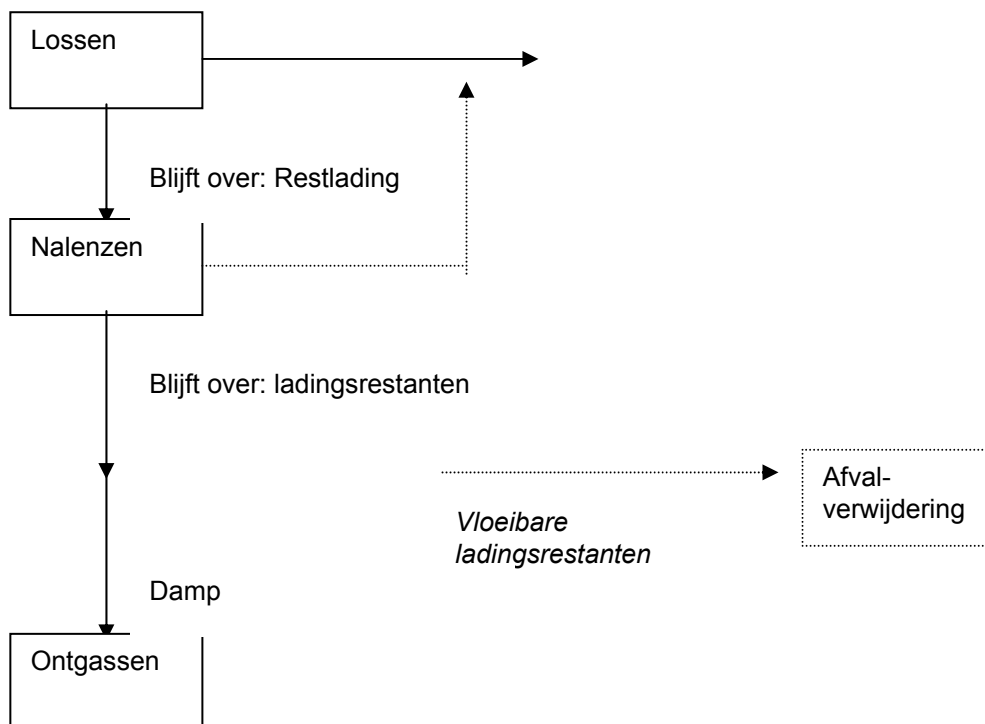 Lossen
Blijft over: Restlading
Nalenzen
Blijft over: ladingsrestanten
Afval-
verwijdering
Vloeibare
ladingsrestanten
Damp
Ontgassen